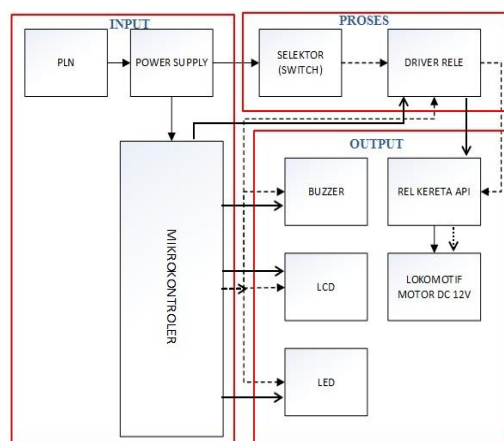 INPUT
PROSES
PLN
POWER SUPPLY
SELEKTOR
(SWITCH)
DRIVER RELE
OUTPUT
MIKROKONTROLER
BUZZER
REL KERETA API
LCD
LOKOMOTIF
MOTOR DC 12V
LED